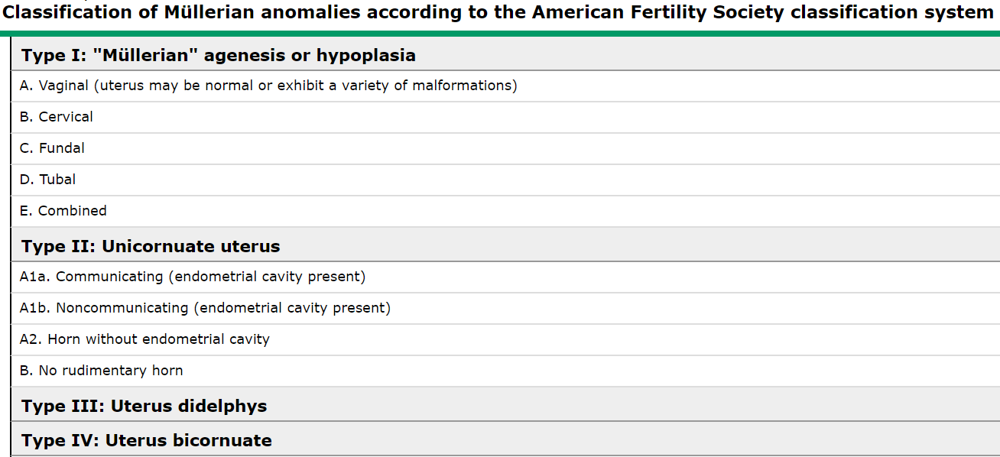 Classification of Müllerian anomalies according to the American Fertility Society classification system
Type I: "Müllerian" agenesis or hypoplasia
A. Vaginal (uterus may be normal or exhibit a variety of malformations)
B. Cervical
C. Fundal
D. Tubal
E. Combined
Type II: Unicornuate uterus
A1a. Communicating (endometrial cavity present)
A1b. Noncommunicating (endometrial cavity present)
A2. Horn without endometrial cavity
B. No rudimentary horn
Type III: Uterus didelphys
Type IV: Uterus bicornuate